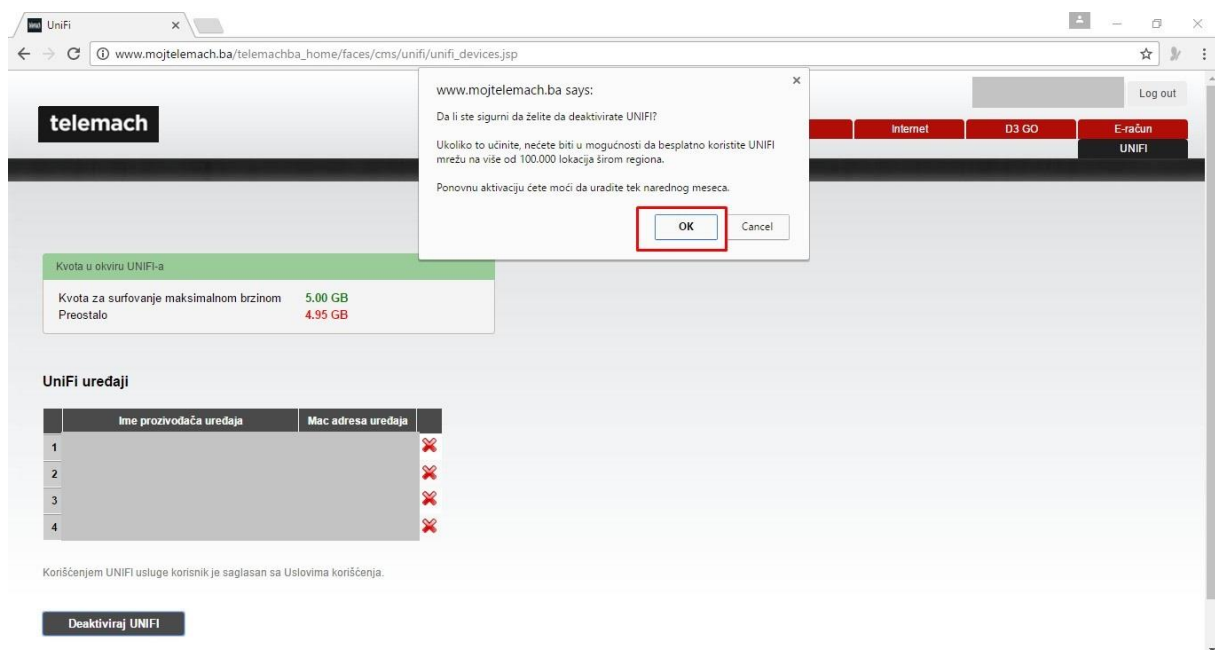 UniFi
www.mojtelemach.ba/telemachba_home/faces/cms/unifi/unifi_devices.jsp
www.mojtelemach.ba says:
Da li ste sigurni da želite da deaktivirate UNIFI?
Ukoliko to učinite, nećete biti u mogućnosti da besplatno koristite UNIFI
mrežu na više od 100.000 lokacija širom regiona.
Ponovnu aktivaciju ćete moći da uradite tek narednog meseca.
OK
Cancel
Log out
telemach
Internet
D3 GO
E-račun
UNIFI
Kvota u okviru UNIFI-a
Kvota za surfovanje maksimalnom brzinom 5.00 GB
Preostalo 4.95 GB
UniFi uređaji
Ime prozivođača uređaja Mac adresa uređaja
1
2
3
4
Korišćenjem UNIFI usluge korisnik je saglasan sa Uslovima korišćenja.
Deaktiviraj UNIFI